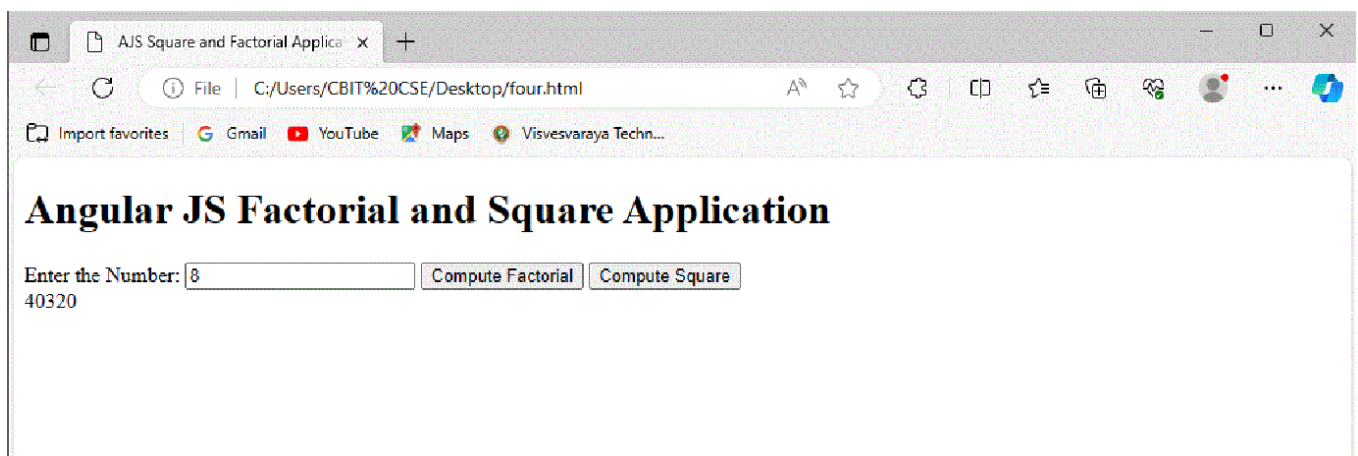 AJS Square and Factorial Applica
File C:/Users/CBIT%20CSE/Desktop/four.html
Import favorites Gmail YouTube Maps Visvesvaraya Techn...
Angular JS Factorial and Square Application
Enter the Number: 8 Compute Factorial Compute Square
40320